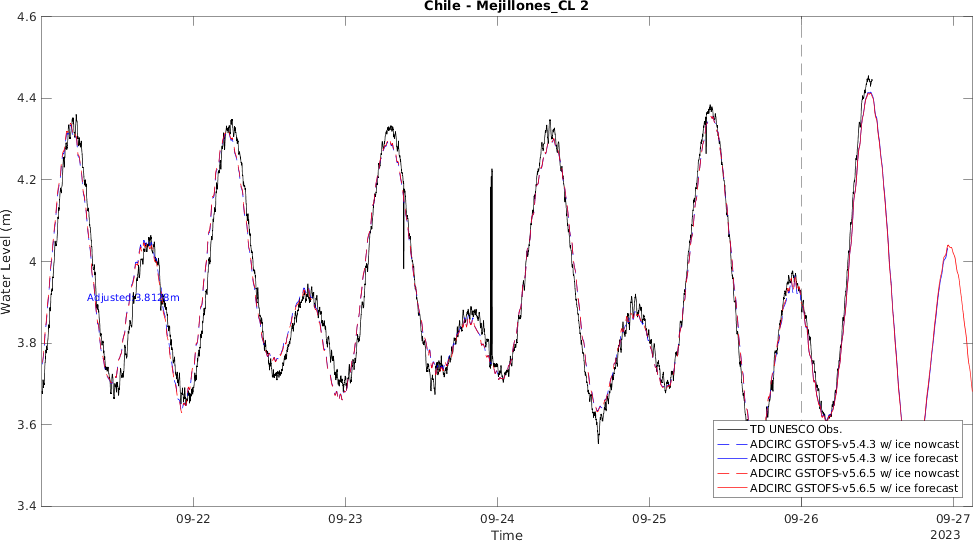 Chile - Mejillones_CL 2
4.6
4.4
4.2
4
3.8
3.6
3.4
Water Level (m)
Adjusted 3.8128m
TD UNESCO Obs.
ADCIRC GSTOFS-v5.4.3 w/ ice nowcast
ADCIRC GSTOFS-v5.4.3 w/ ice forecast
ADCIRC GSTOFS-v5.6.5 w/ ice nowcast
ADCIRC GSTOFS-v5.6.5 w/ ice forecast
09-22 09-23 09-24 09-25 09-26 09-27
Time 2023